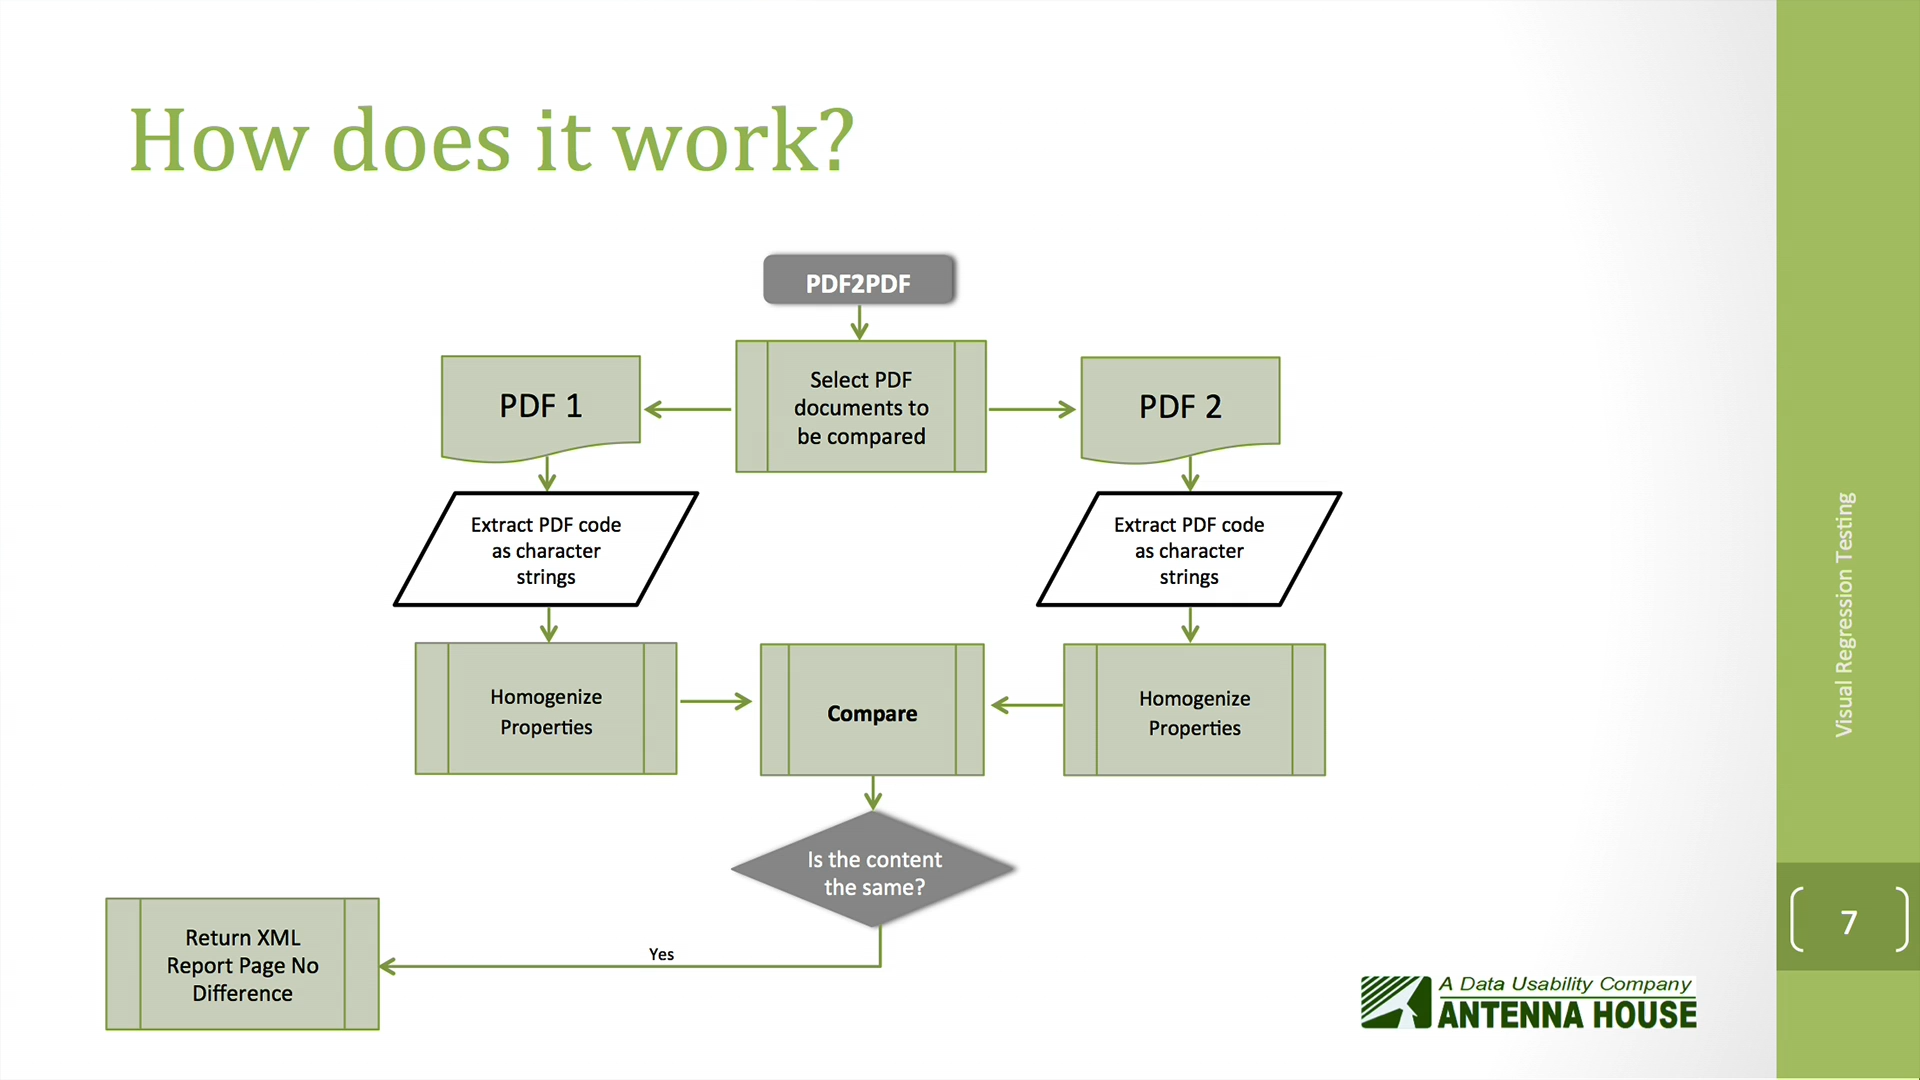 How does it work?
PDF2PDF
PDF 1
Select PDF
documents to
be compared
PDF 2
Extract PDF code
as character
strings
Extract PDF code
as character
strings
Homogenize
Properties
Compare
Homogenize
Properties
Is the content
the same?
Yes
Return XML
Report Page No
Difference
Visual Regression Testing
7
A Data Usability Company
ANTENNA HOUSE